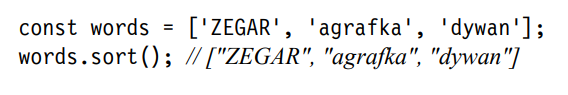 const words = ['ZEGAR', 'agrafka', 'dywan'];
words.sort(); // ["ZEGAR", "agrafka", "dywan"]